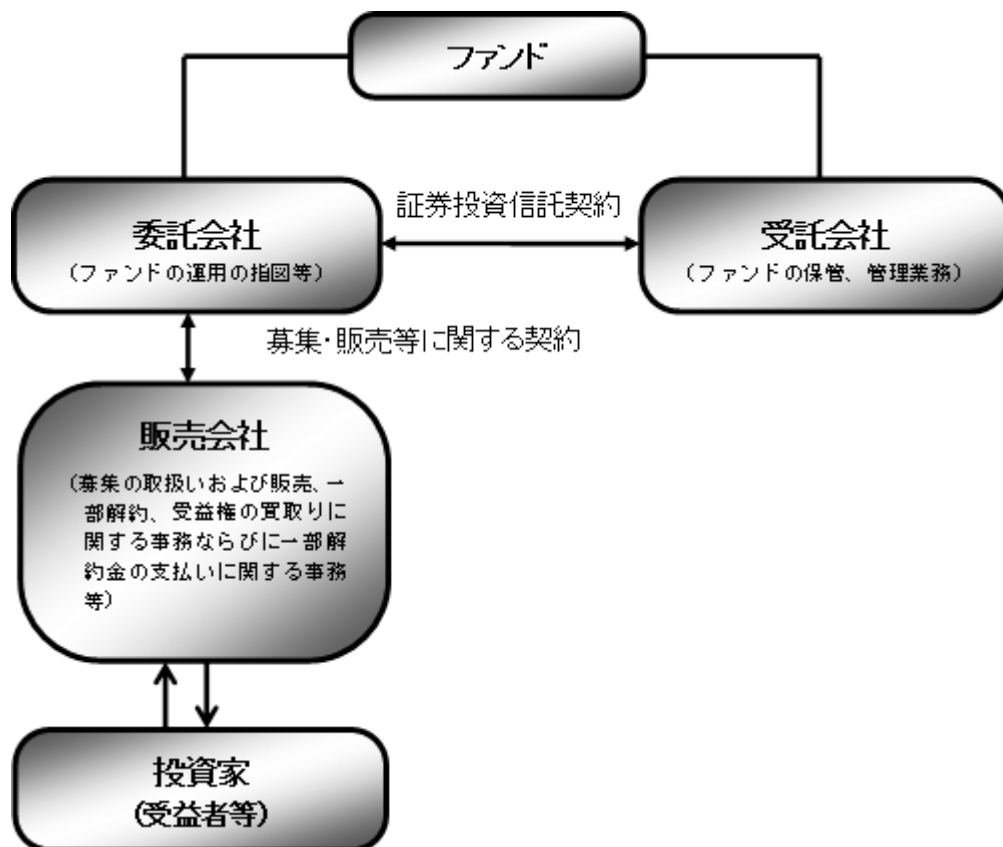 ファンド
証券投資信託契約
委託会社
(ファンドの運用の指図等)
受託会社
(ファンドの保管、管理業務)
募集・販売等に関する契約
販売会社
(募集の取扱いおよび販売、一
部解約、受益権の買取りに
関する事務ならびに一部解
約金の支払いに関する事務
等)
投資家
(受益者等)